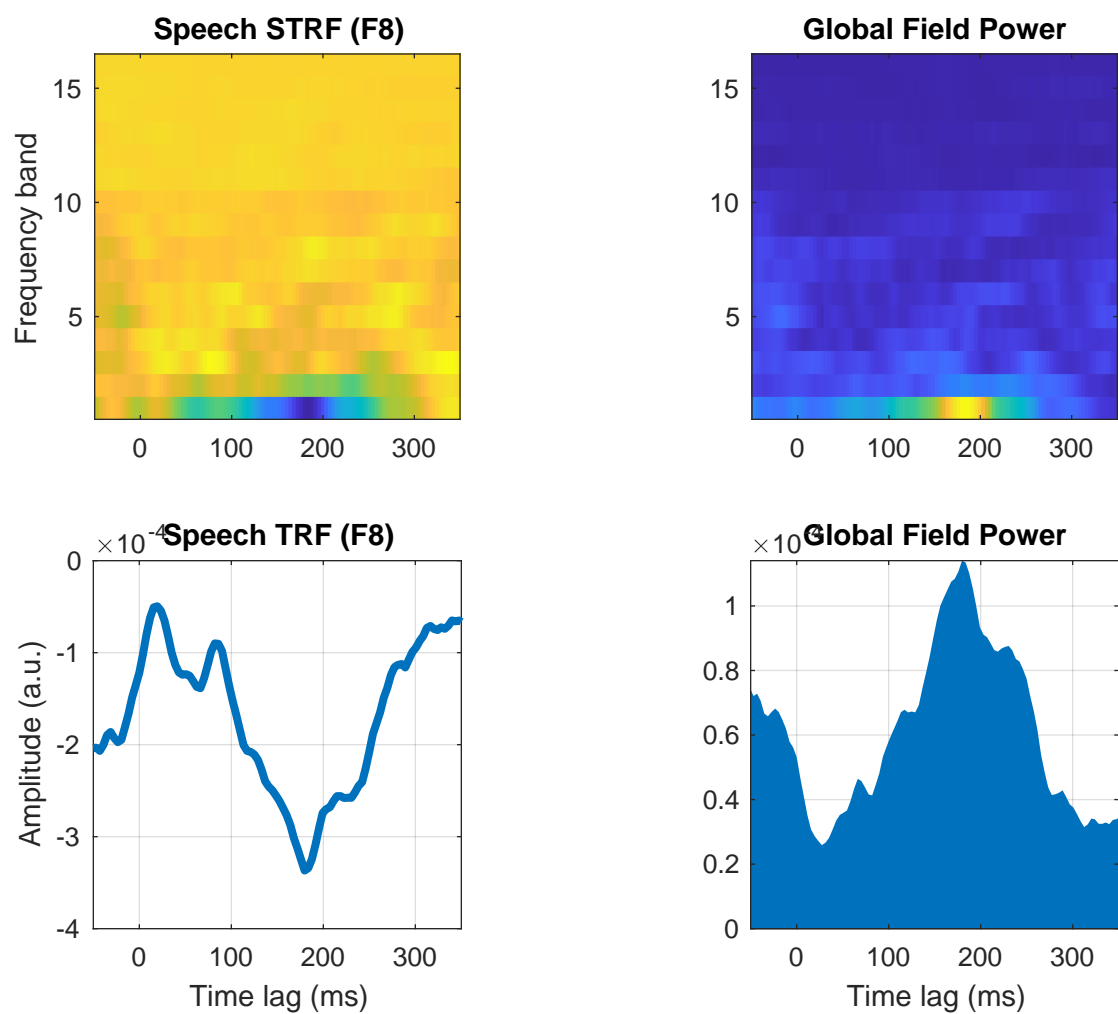 Speech STRF (F8)
Frequency band
15
10
5
0 100 200 300
Global Field Power
15
10
5
0 100 200 300
×10^-4
Speech TRF (F8)
Amplitude (a.u.)
0
-1
-2
-3
-4
0 100 200 300
Time lag (ms)
×10^-4
Global Field Power
1
0.8
0.6
0.4
0.2
0
0 100 200 300
Time lag (ms)